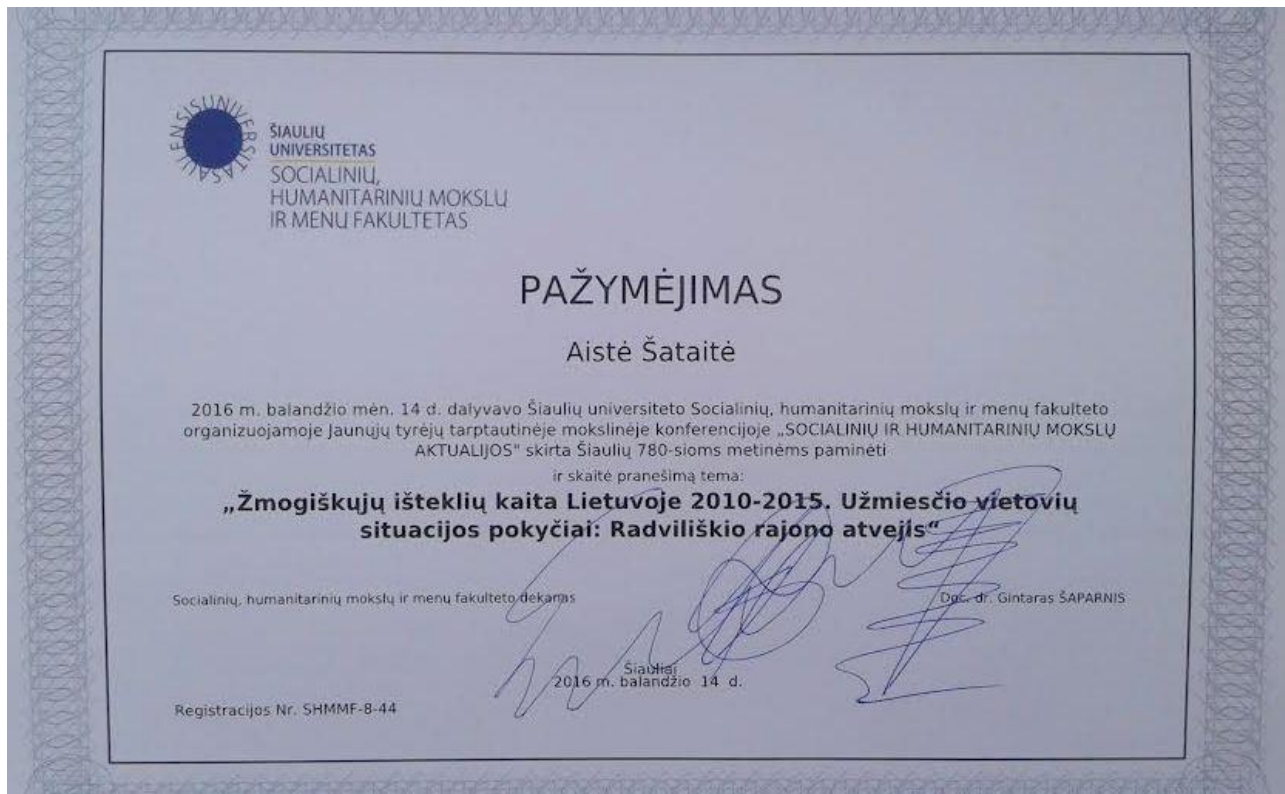 SAULENSIS UNIVERSITAS
ŠIAULIŲ
UNIVERSITETAS
SOCIALINIŲ,
HUMANITARINIŲ MOKSLŲ
IR MENŲ FAKULTETAS
PAŽYMĖJIMAS
Aistė Šataitė
2016 m. balandžio mėn. 14 d. dalyvavo Šiaulių universiteto Socialinių, humanitarinių mokslų ir menų fakulteto
organizuojamoje Jaunųjų tyrėjų tarptautinėje mokslinėje konferencijoje „SOCIALINIŲ IR HUMANITARINIŲ MOKSLŲ
AKTUALIJOS" skirta Šiaulių 780-sioms metinėms paminėti
ir skaitė pranešimą tema:
„Žmogiškųjų išteklių kaita Lietuvoje 2010-2015. Užmiesčio vietovių
situacijos pokyčiai: Radviliškio rajono atvejis“
Socialinių, humanitarinių mokslų ir menų fakulteto dekanas
Doc. dr. Gintaras ŠAPARNIS
Šiauliai
2016 m. balandžio 14 d.
Registracijos Nr. SHMMF-8-44